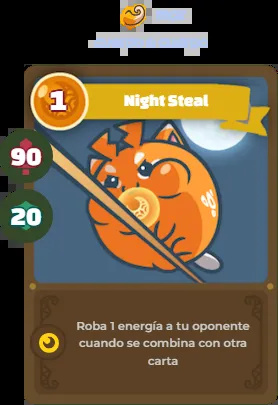 1
Night Steal
90
20
Roba 1 energía a tu oponente
cuando se combina con otra
carta